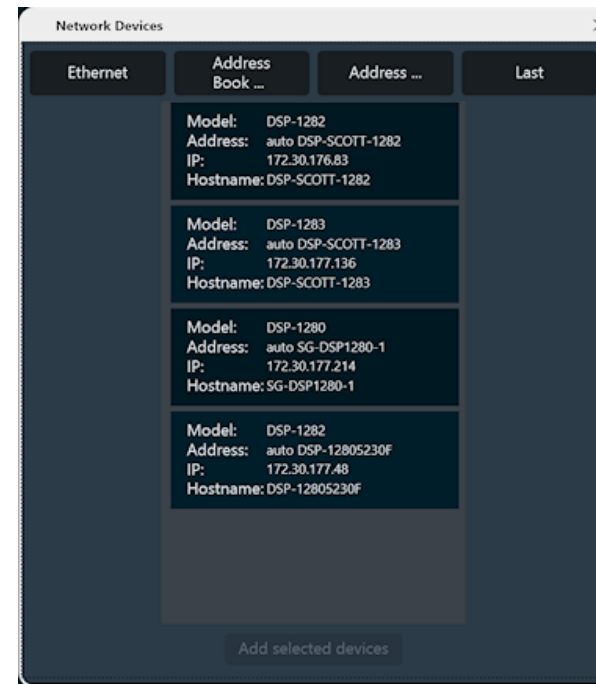 Network Devices
Ethernet
Address
Book ...
Address ...
Last
Model: DSP-1282
Address: auto DSP-SCOTT-1282
IP: 172.30.176.83
Hostname: DSP-SCOTT-1282
Model: DSP-1283
Address: auto DSP-SCOTT-1283
IP: 172.30.177.136
Hostname: DSP-SCOTT-1283
Model: DSP-1280
Address: auto SG-DSP1280-1
IP: 172.30.177.214
Hostname: SG-DSP1280-1
Model: DSP-1282
Address: auto DSP-12805230F
IP: 172.30.177.48
Hostname: DSP-12805230F
Add selected devices